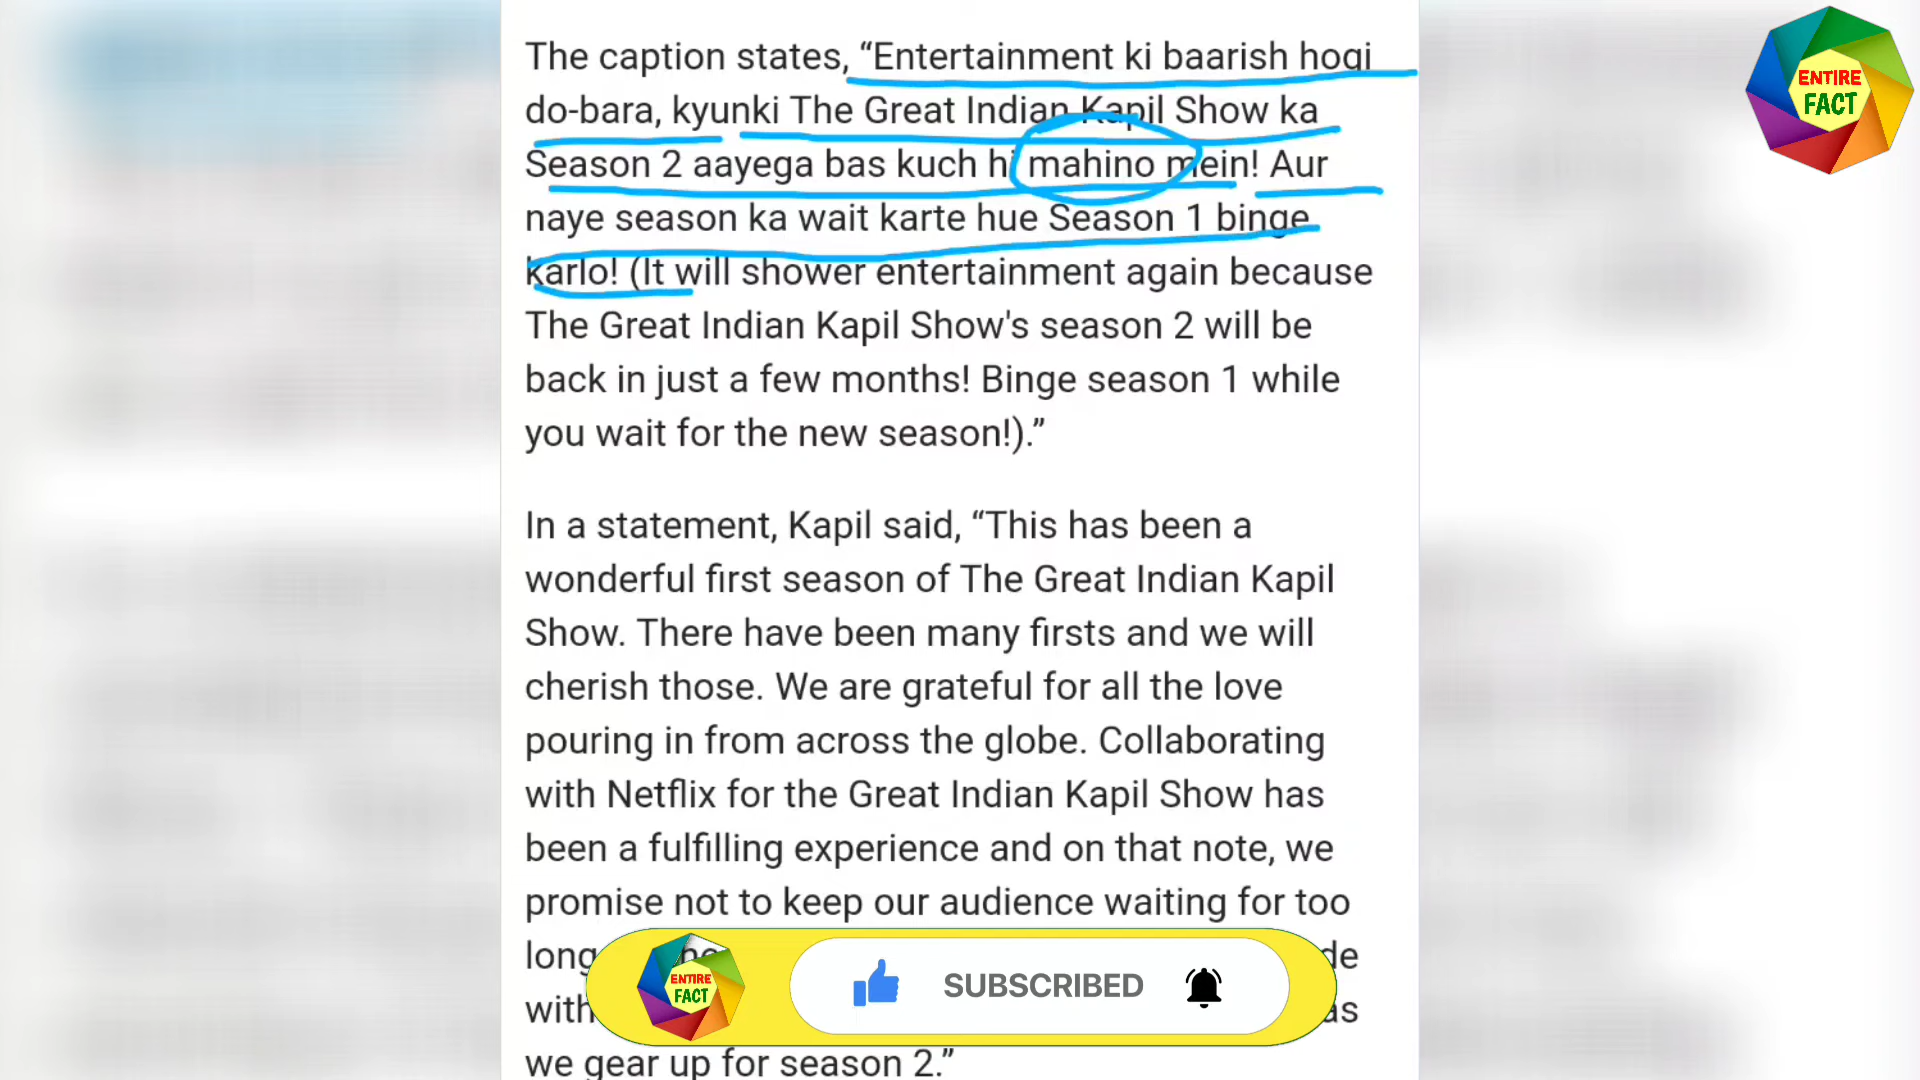 The caption states, “Entertainment ki baarish hogi
do-bara, kyunki The Great Indian Kapil Show ka
Season 2 aayega bas kuch hi mahino mein! Aur
naye season ka wait karte hue Season 1 binge
karlo! (It will shower entertainment again because
The Great Indian Kapil Show's season 2 will be
back in just a few months! Binge season 1 while
you wait for the new season!).”
In a statement, Kapil said, “This has been a
wonderful first season of The Great Indian Kapil
Show. There have been many firsts and we will
cherish those. We are grateful for all the love
pouring in from across the globe. Collaborating
with Netflix for the Great Indian Kapil Show has
been a fulfilling experience and on that note, we
promise not to keep our audience waiting for too
long
with
we gear up for season 2.”
ENTIRE
FACT
ENTIRE
FACT
SUBSCRIBED